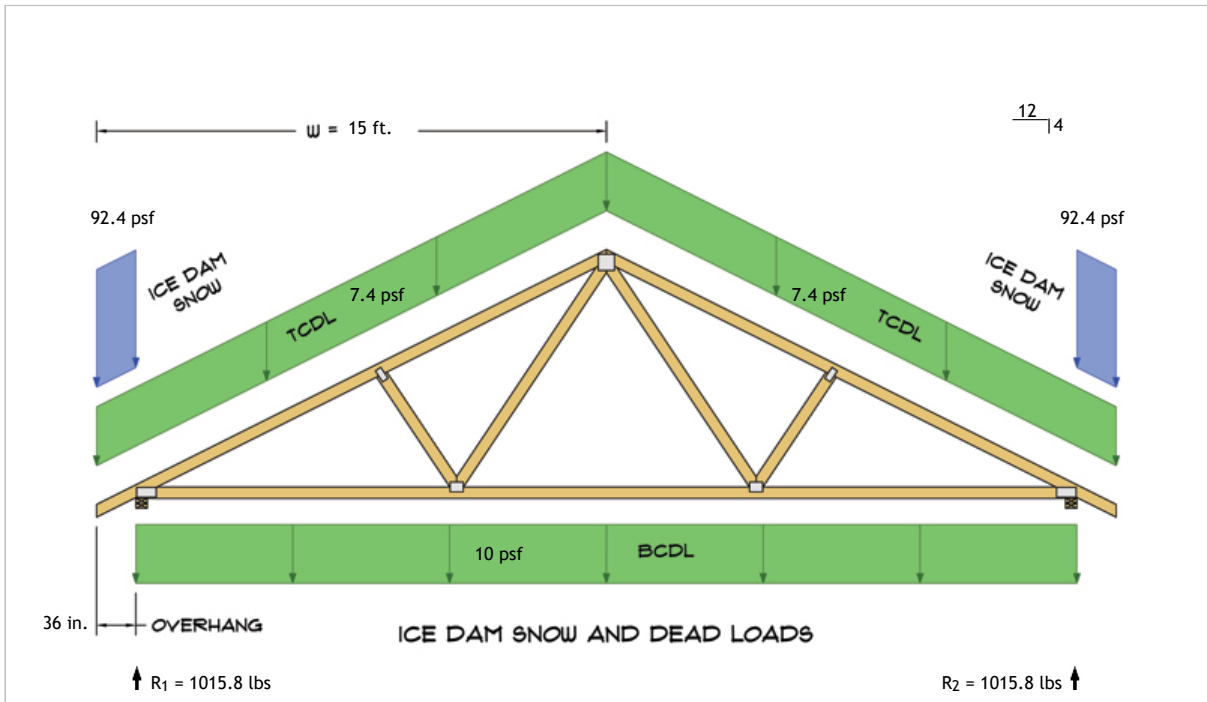 W = 15 ft.
12
4
92.4 psf
92.4 psf
ICE DAM
SNOW
ICE DAM
SNOW
7.4 psf
7.4 psf
TCDL
TCDL
10 psf
BCDL
36 in.
OVERHANG
ICE DAM SNOW AND DEAD LOADS
R1 = 1015.8 lbs
R2 = 1015.8 lbs